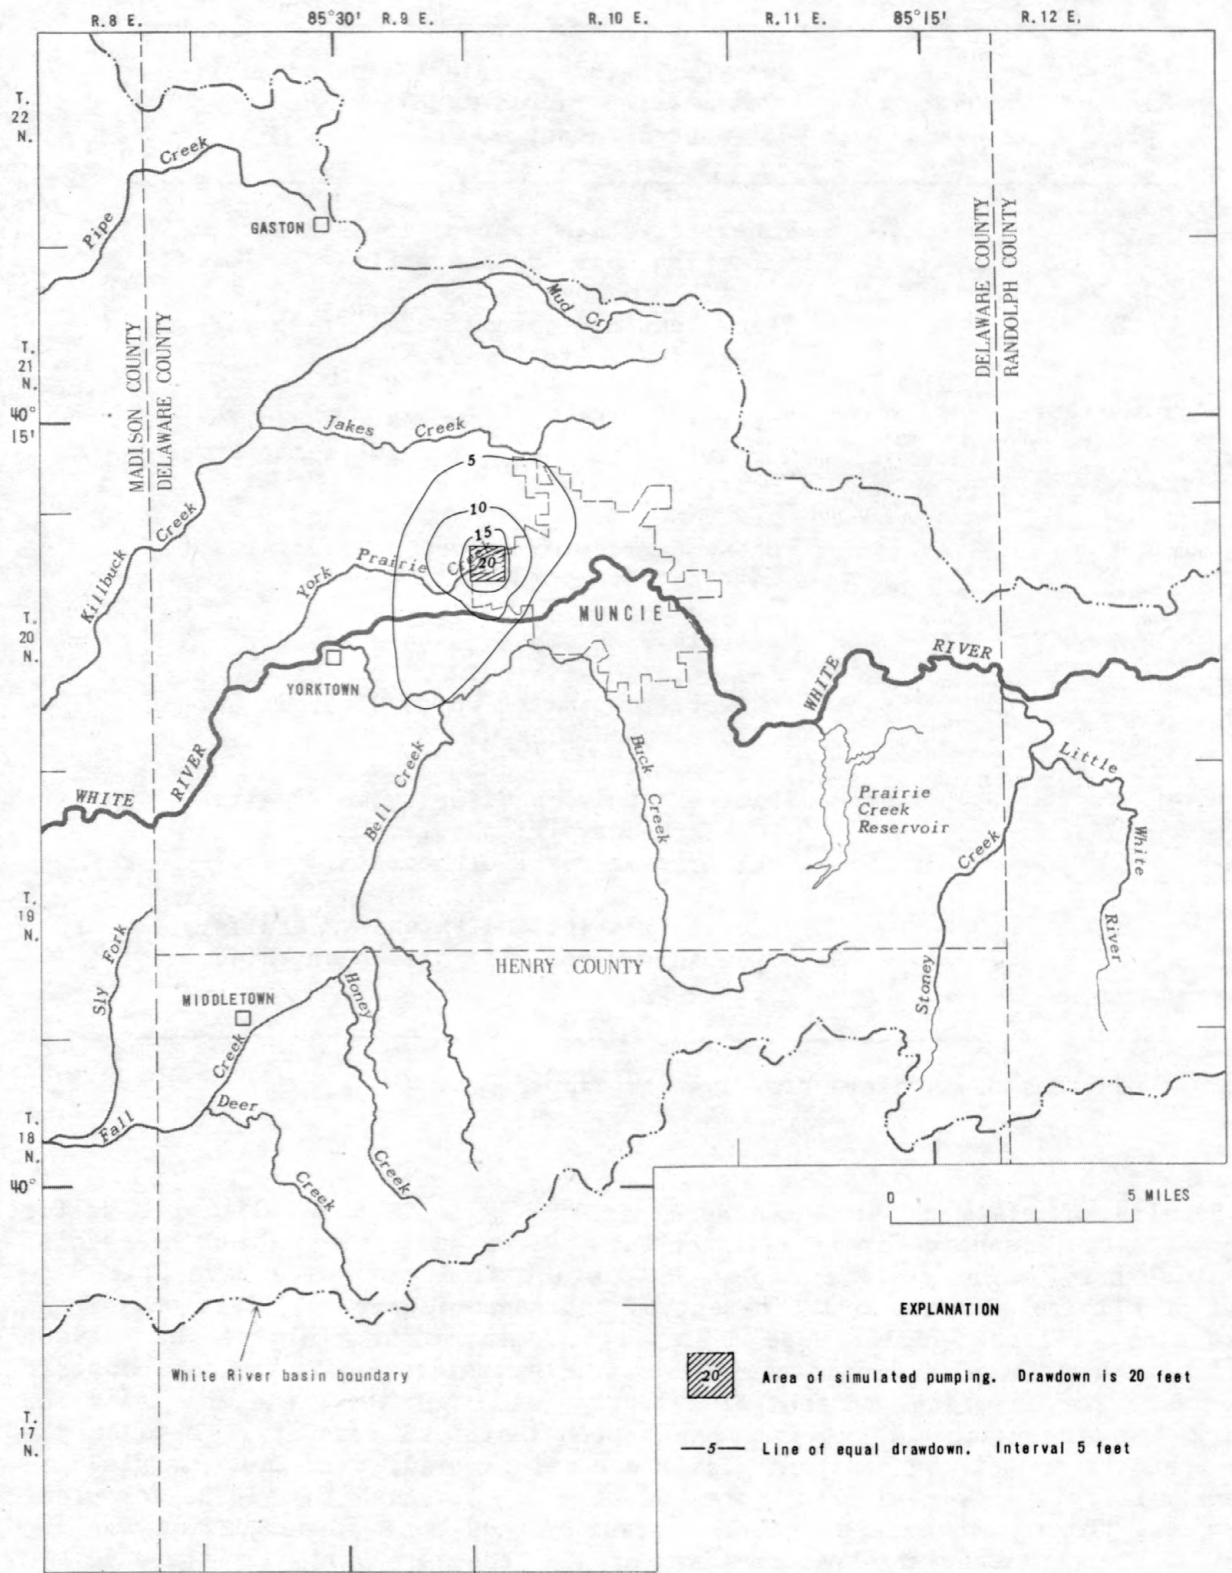 R.8 E.
85°30'
R.9 E.
R.10 E.
R.11 E.
85°15'
R.12 E.
T.
22
N.
Pipe
Creek
GASTON
Mud Cr
T.
21
N.
40°
15'
MADISON COUNTY
DELAWARE COUNTY
DELAWARE COUNTY
RANDOLPH COUNTY
Jakes Creek
5
10
15
20
Killbuck
Creek
York
Prairie
Creek
T.
20
N.
MUNCIE
YORKTOWN
WHITE
RIVER
WHITE
RIVER
Bell
Creek
Buck
Creek
Prairie
Creek
Reservoir
Little
White
River
Stoney
Creek
T.
19
N.
Sly
Fork
HENRY COUNTY
MIDDLETOWN
Honey
Creek
Fall
Creek
Deer
Creek
T.
18
N.
40°
0 5 MILES
White River basin boundary
EXPLANATION
20 Area of simulated pumping. Drawdown is 20 feet
—5— Line of equal drawdown. Interval 5 feet
T.
17
N.